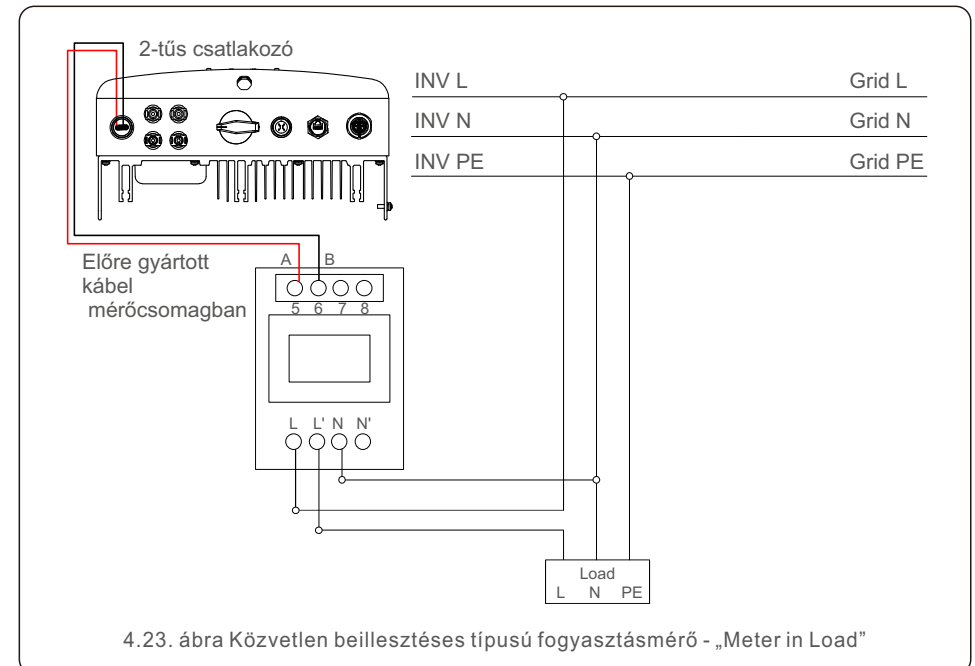 2-tűs csatlakozó
INV L Grid L
INV N Grid N
INV PE Grid PE
Előre gyártott
kábel
mérőcsomagban
A B
5 6 7 8
L L' N N'
Load
L N PE
4.23. ábra Közvetlen beillesztéses típusú fogyasztásmérő - „Meter in Load”